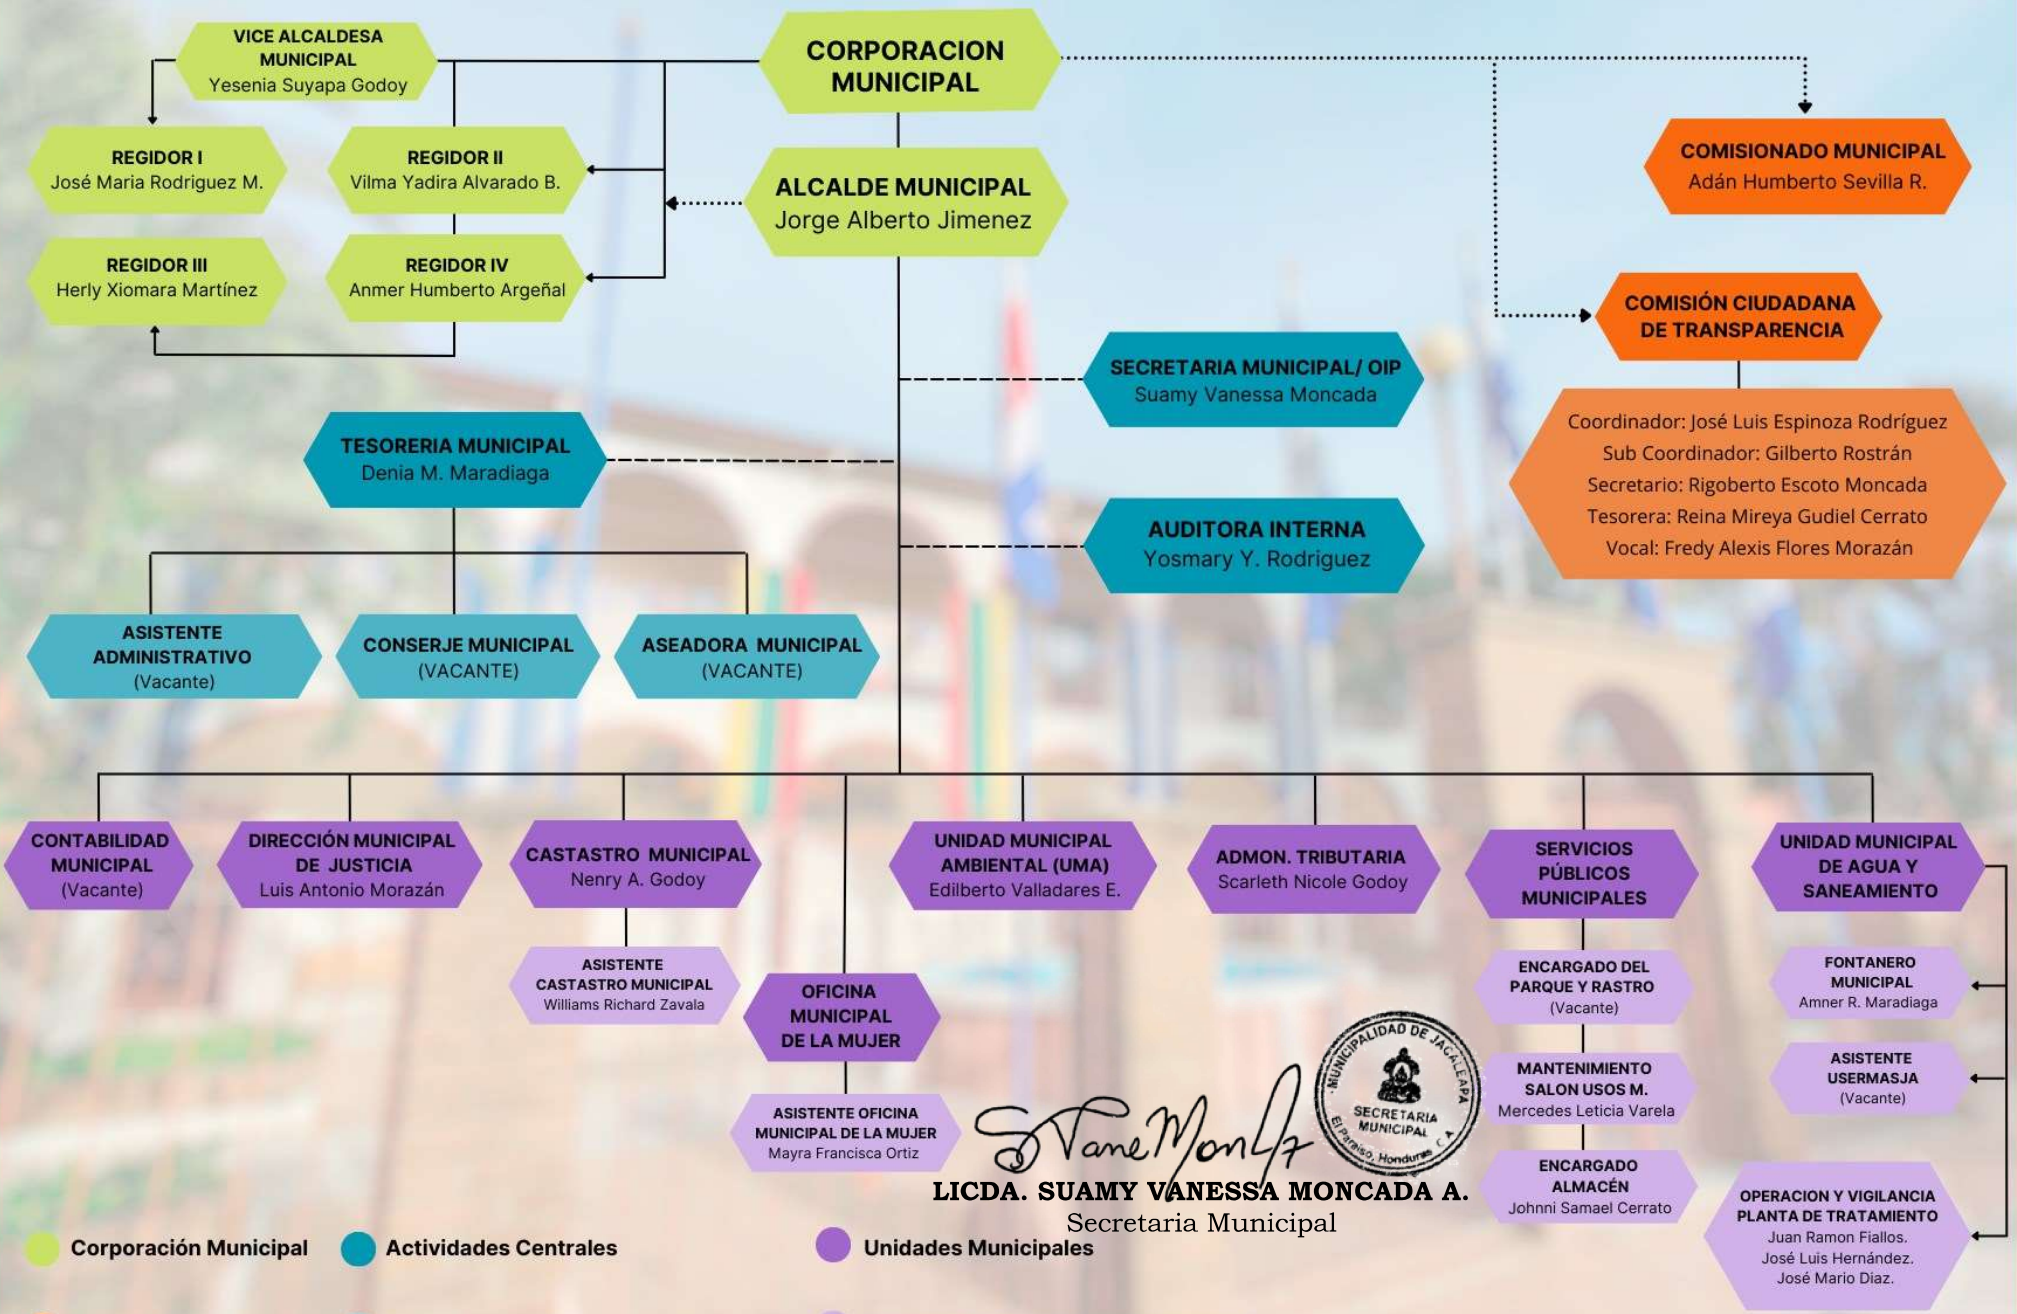 CORPORACION
MUNICIPAL
VICE ALCALDESA
MUNICIPAL
Yesenia Suyapa Godoy
REGIDOR I
José Maria Rodriguez M.
REGIDOR II
Vilma Yadira Alvarado B.
ALCALDE MUNICIPAL
Jorge Alberto Jimenez
COMISIONADO MUNICIPAL
Adán Humberto Sevilla R.
REGIDOR III
Herly Xiomara Martínez
REGIDOR IV
Anmer Humberto Argeñal
COMISIÓN CIUDADANA
DE TRANSPARENCIA
Coordinador: José Luis Espinoza Rodríguez
Sub Coordinador: Gilberto Rostrán
Secretario: Rigoberto Escoto Moncada
Tesorera: Reina Mireya Gudiel Cerrato
Vocal: Fredy Alexis Flores Morazán
SECRETARIA MUNICIPAL/ OIP
Suamy Vanessa Moncada
TESORERIA MUNICIPAL
Denia M. Maradiaga
AUDITORA INTERNA
Yosmary Y. Rodriguez
ASISTENTE
ADMINISTRATIVO
(Vacante)
CONSERJE MUNICIPAL
(VACANTE)
ASEADORA MUNICIPAL
(VACANTE)
CONTABILIDAD
MUNICIPAL
(Vacante)
DIRECCIÓN MUNICIPAL
DE JUSTICIA
Luis Antonio Morazán
CASTASTRO MUNICIPAL
Nenry A. Godoy
ASISTENTE
CASTASTRO MUNICIPAL
Williams Richard Zavala
OFICINA
MUNICIPAL
DE LA MUJER
ASISTENTE OFICINA
MUNICIPAL DE LA MUJER
Mayra Francisca Ortiz
UNIDAD MUNICIPAL
AMBIENTAL (UMA)
Edilberto Valladares E.
ADMON. TRIBUTARIA
Scarleth Nicole Godoy
SERVICIOS
PÚBLICOS
MUNICIPALES
ENCARGADO DEL
PARQUE Y RASTRO
(Vacante)
MANTENIMIENTO
SALON USOS M.
Mercedes Leticia Varela
ENCARGADO
ALMACÉN
Johnni Samael Cerrato
UNIDAD MUNICIPAL
DE AGUA Y
SANEAMIENTO
FONTANERO
MUNICIPAL
Amner R. Maradiaga
ASISTENTE
USERMASJA
(Vacante)
OPERACION Y VIGILANCIA
PLANTA DE TRATAMIENTO
Juan Ramon Fiallos.
José Luis Hernández.
José Mario Diaz.
MUNICIPALIDAD DE JACALEAPA
SECRETARIA
MUNICIPAL
El Paraiso, Honduras C A
LICDA. SUAMY VANESSA MONCADA A.
Secretaria Municipal
Corporación Municipal
Actividades Centrales
Unidades Municipales